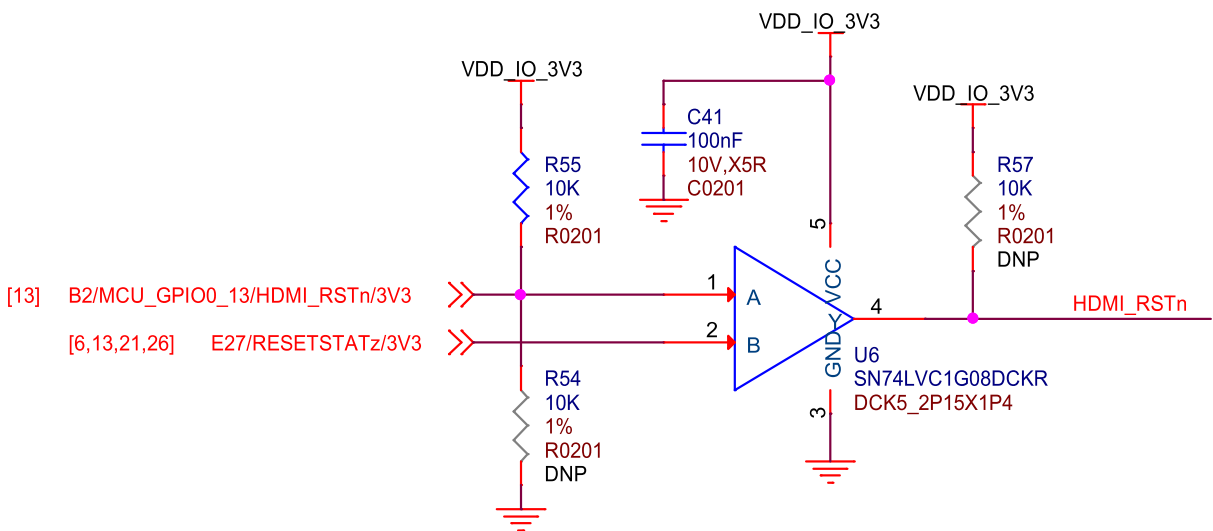 VDD_IO_3V3
VDD_IO_3V3
VDD_IO_3V3
C41
100nF
10V,X5R
C0201
R55
10K
1%
R0201
R57
10K
1%
R0201
DNP
5
VCC
[13] B2/MCU_GPIO0_13/HDMI_RSTn/3V3
1
A
4
Y
HDMI_RSTn
[6,13,21,26] E27/RESETSTATz/3V3
2
B
GND
3
U6
SN74LVC1G08DCKR
DCK5_2P15X1P4
R54
10K
1%
R0201
DNP